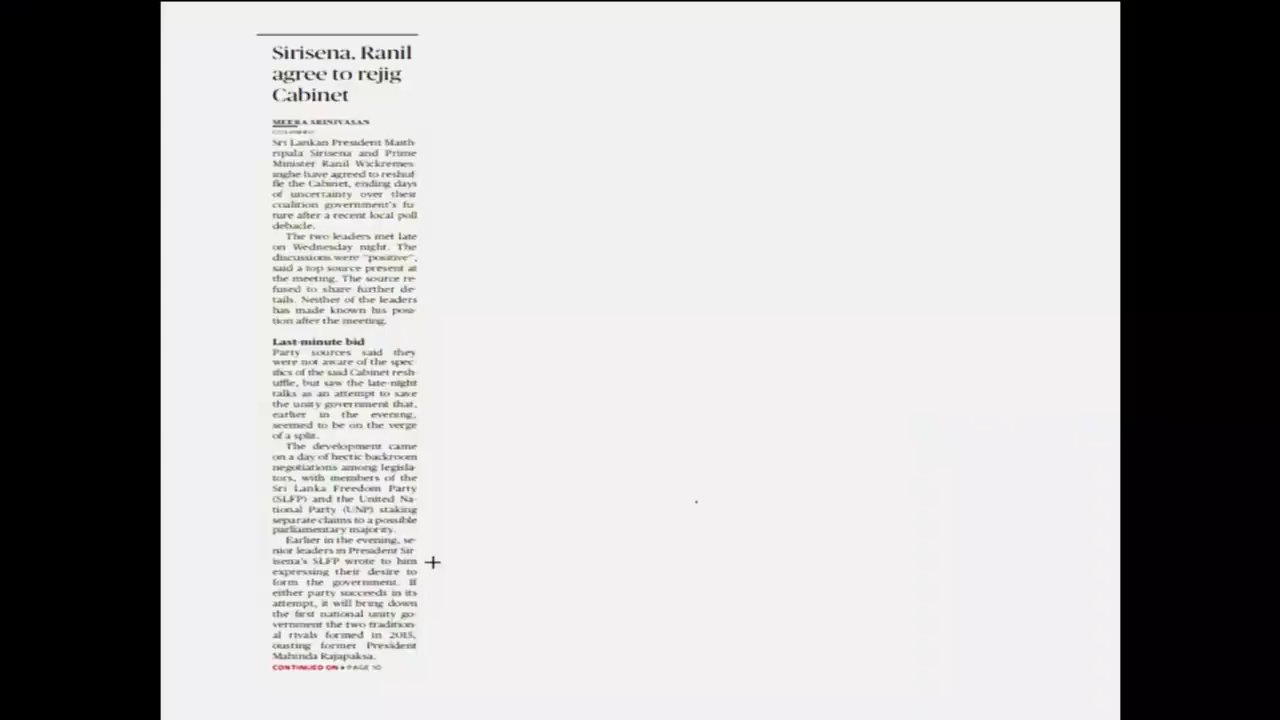 Sirisena, Ranil
agree to rejig
Cabinet
MEERA SRINIVASAN
COLOMBO
Sri Lankan President Maith-
ripala Sirisena and Prime
Minister Ranil Wickremes-
inghe have agreed to reshuf-
fle the Cabinet, ending days
of uncertainty over their
coalition government's fu-
ture after a recent local poll
debacle.
The two leaders met late
on Wednesday night. The
discussions were "positive",
said a top source present at
the meeting. The source re-
fused to share further de-
tails. Neither of the leaders
has made known his posi-
tion after the meeting.
Last-minute bid
Party sources said they
were not aware of the spec-
ifics of the said Cabinet resh-
uffle, but saw the late-night
talks as an attempt to save
the unity government that,
earlier in the evening,
seemed to be on the verge
of a split.
The development came
on a day of hectic backroom
negotiations among legisla-
tors, with members of the
Sri Lanka Freedom Party
(SLFP) and the United Na-
tional Party (UNP) staking
separate claims to a possible
parliamentary majority.
Earlier in the evening, se-
nior leaders in President Sir-
isena's SLFP wrote to him
expressing their desire to
form the government. If
either party succeeds in its
attempt, it will bring down
the first national unity go-
vernment the two tradition-
al rivals formed in 2015,
ousting former President
Mahinda Rajapaksa.
CONTINUED ON ▸ PAGE 10